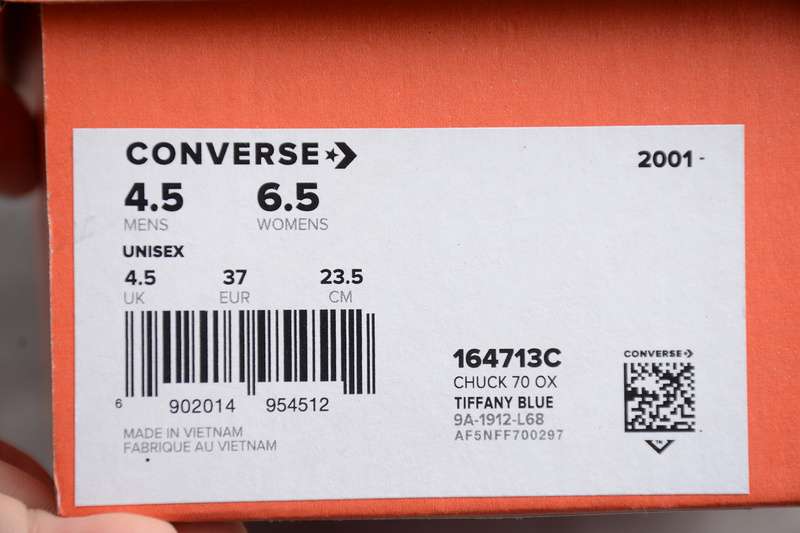 CONVERSE
2001 -
4.5 6.5
MENS WOMENS
UNISEX
4.5 37 23.5
UK EUR CM
6 902014 954512
MADE IN VIETNAM
FABRIQUE AU VIETNAM
164713C
CHUCK 70 OX
TIFFANY BLUE
9A-1912-L68
AF5NFF700297
CONVERSE